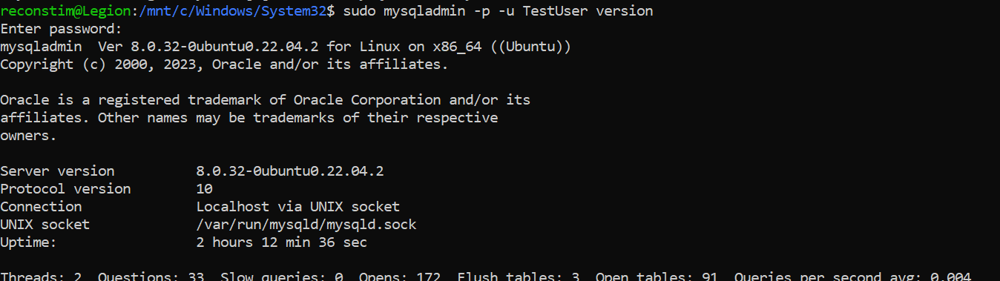 reconstim@Legion:/mnt/c/Windows/System32$ sudo mysqladmin -p -u TestUser version
Enter password:
mysqladmin  Ver 8.0.32-0ubuntu0.22.04.2 for Linux on x86_64 ((Ubuntu))
Copyright (c) 2000, 2023, Oracle and/or its affiliates.

Oracle is a registered trademark of Oracle Corporation and/or its
affiliates. Other names may be trademarks of their respective
owners.

Server version          8.0.32-0ubuntu0.22.04.2
Protocol version        10
Connection              Localhost via UNIX socket
UNIX socket             /var/run/mysqld/mysqld.sock
Uptime:                 2 hours 12 min 36 sec

Threads: 2  Questions: 33  Slow queries: 0  Opens: 172  Flush tables: 3  Open tables: 91  Queries per second avg: 0.004